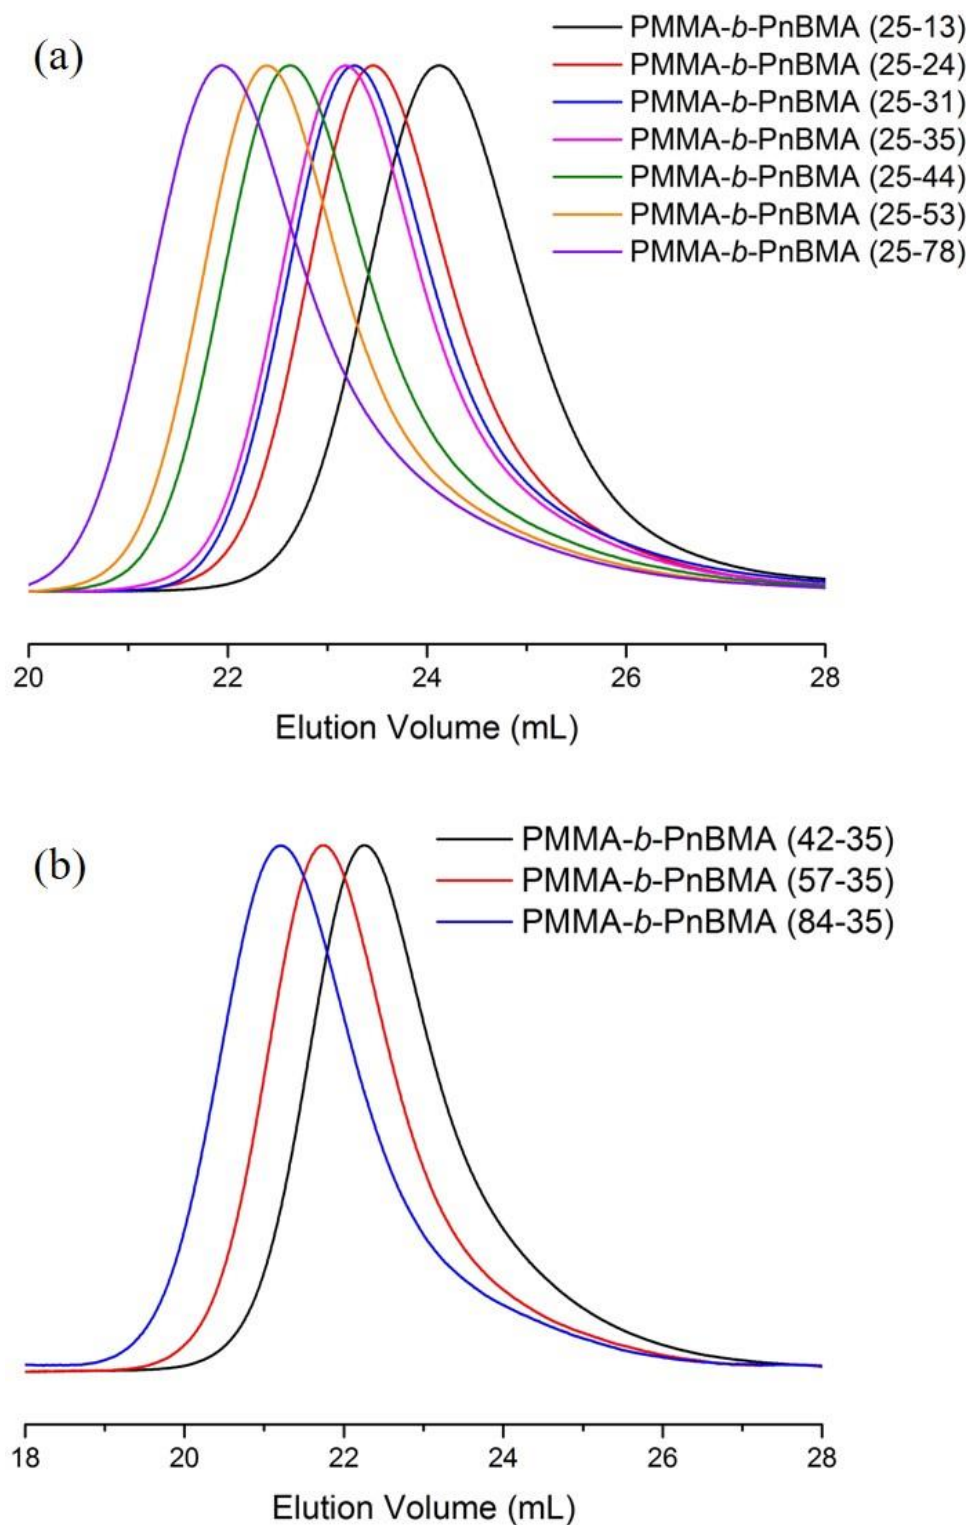 (a)
PMMA-b-PnBMA (25-13)
PMMA-b-PnBMA (25-24)
PMMA-b-PnBMA (25-31)
PMMA-b-PnBMA (25-35)
PMMA-b-PnBMA (25-44)
PMMA-b-PnBMA (25-53)
PMMA-b-PnBMA (25-78)
20 22 24 26 28
Elution Volume (mL)
(b)
PMMA-b-PnBMA (42-35)
PMMA-b-PnBMA (57-35)
PMMA-b-PnBMA (84-35)
18 20 22 24 26 28
Elution Volume (mL)